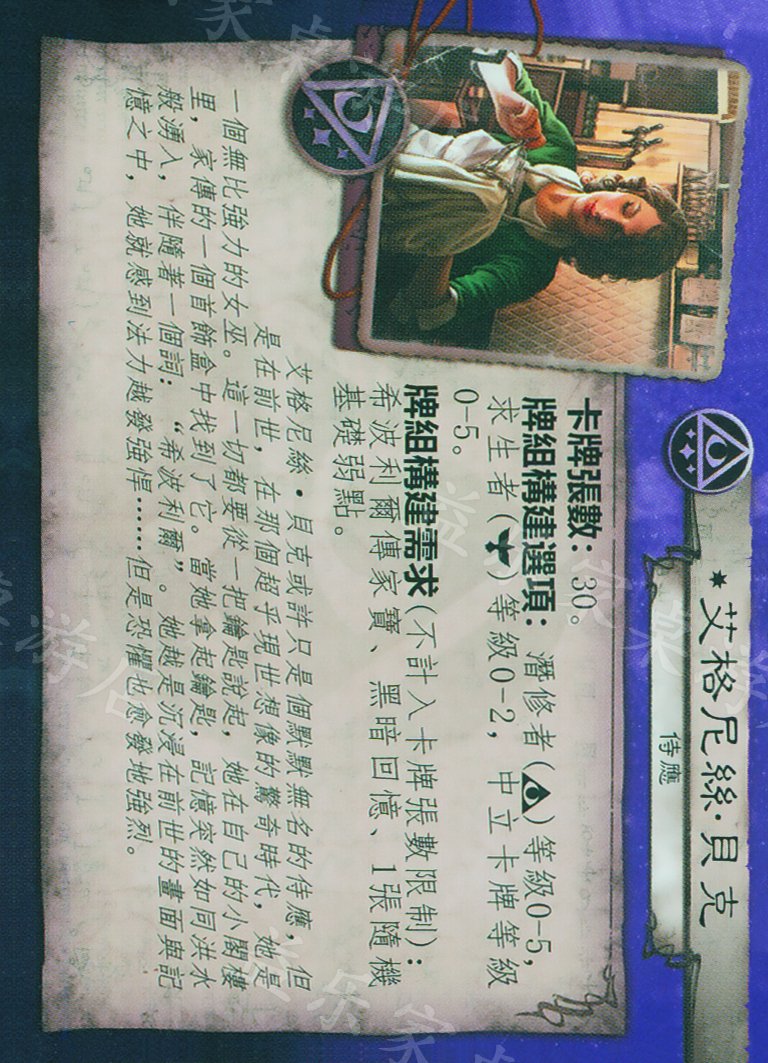 艾格尼絲·貝克
侍應
卡牌張數：30。
牌組構建選項：潛修者（）等級0-5，
求生者（）等級0-2，中立卡牌等級
0-5。
牌組構建需求（不計入卡牌張數限制）：
希波利爾傳家寶、黑暗回憶、1張隨機
基礎弱點。
艾格尼絲·貝克或許只是個默默無名的侍應，但
是在前世，在那個超乎現世想像的驚奇時代，她是
一個無比強力的女巫。這一切都要從一把鑰匙說起，她在自己的小閣樓
里，家傳的一個首飾盒中找到了它。當她拿起鑰匙，記憶突然如同洪水
般湧入，伴隨著一個詞：“希波利爾”。她越是沉浸在前世的畫面與記
憶之中，她就感到法力越發強悍……但是恐懼也愈發地強烈。